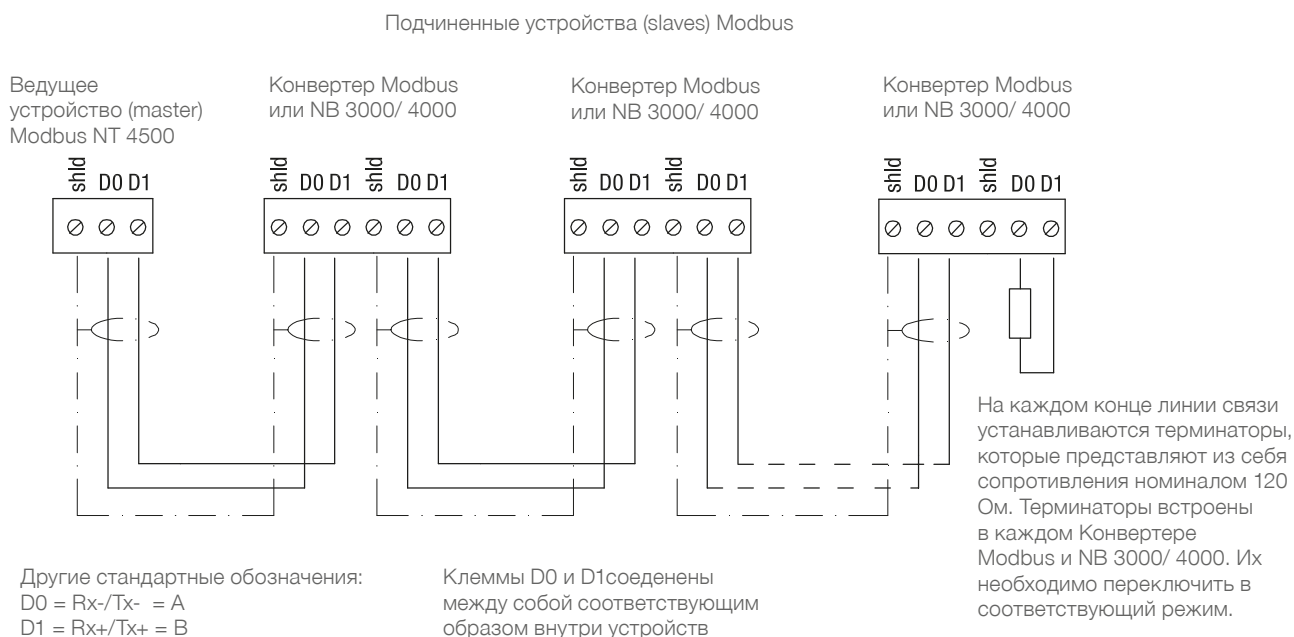 Подчиненные устройства (slaves) Modbus
Ведущее
устройство (master)
Modbus NT 4500
Конвертер Modbus
или NB 3000/ 4000
Конвертер Modbus
или NB 3000/ 4000
Конвертер Modbus
или NB 3000/ 4000
shld D0 D1
shld D0 D1 shld D0 D1
shld D0 D1 shld D0 D1
shld D0 D1 shld D0 D1
На каждом конце линии связи
устанавливаются терминаторы,
которые представляют из себя
сопротивления номиналом 120
Ом. Терминаторы встроены
в каждом Конвертере
Modbus и NB 3000/ 4000. Их
необходимо переключить в
соответствующий режим.
Другие стандартные обозначения:
D0 = Rx-/Tx- = A
D1 = Rx+/Tx+ = B
Клеммы D0 и D1соеденены
между собой соответствующим
образом внутри устройств